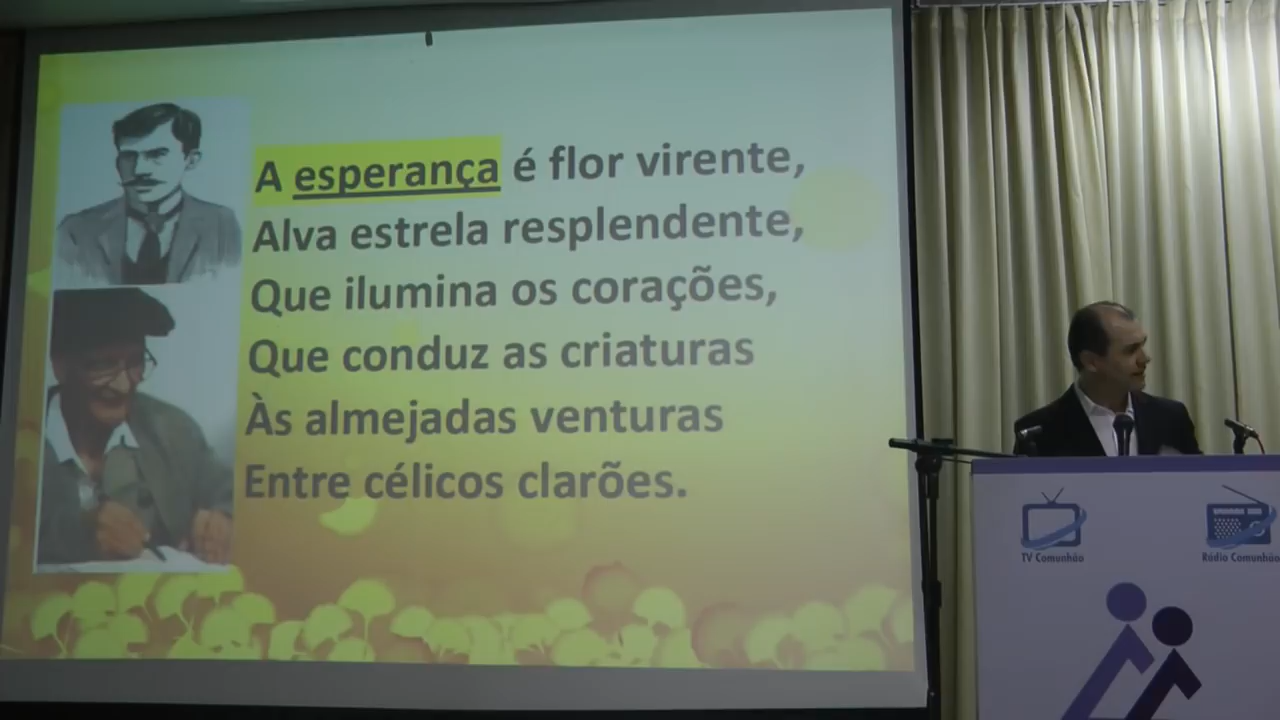 A esperança é flor virente,
Alva estrela resplendente,
Que ilumina os corações,
Que conduz as criaturas
Às almejadas venturas
Entre célicos clarões.
TV Comunhão
Rádio Comunhão